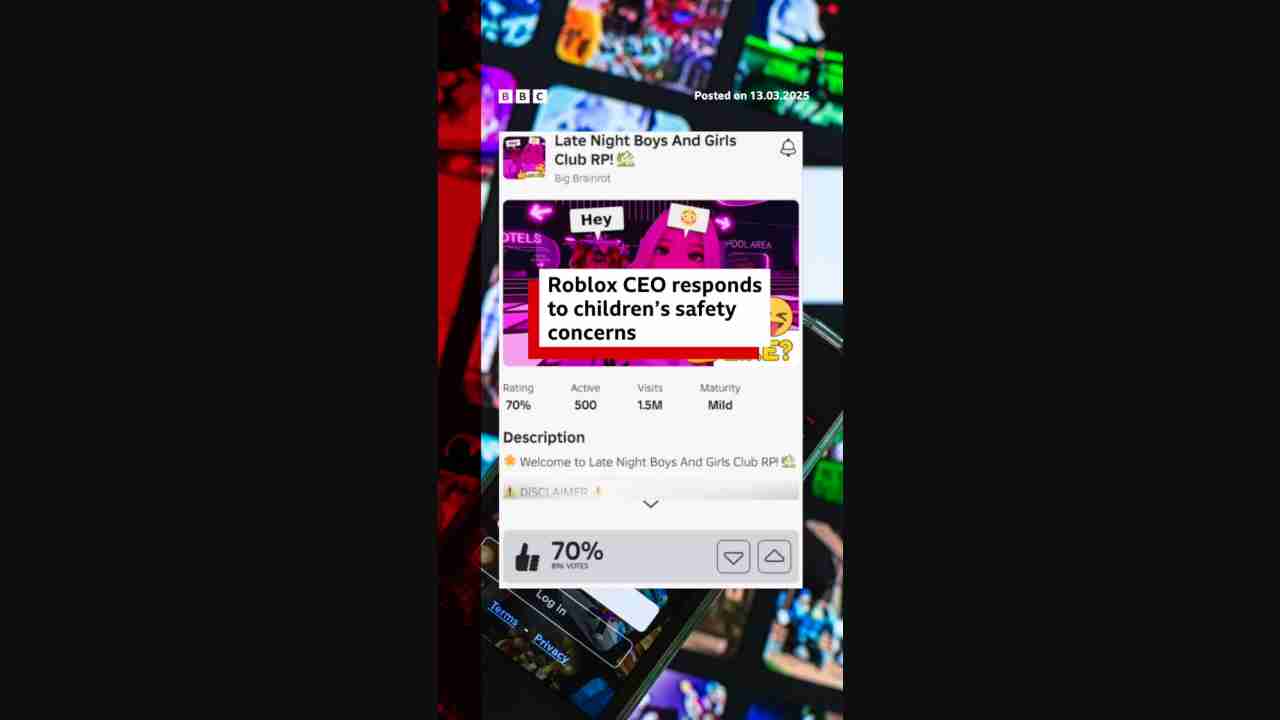 BBC
Posted on 13.03.2025
Late Night Boys And Girls
Club RP!
Big Brainrot
Hey
OTELS
POOL AREA
Roblox CEO responds
to children's safety
concerns
Rating Active Visits Maturity
70% 500 1.5M Mild
Description
Welcome to Late Night Boys And Girls Club RP!
DISCLAIMER
70%
896 VOTES
Log In
Terms - Privacy